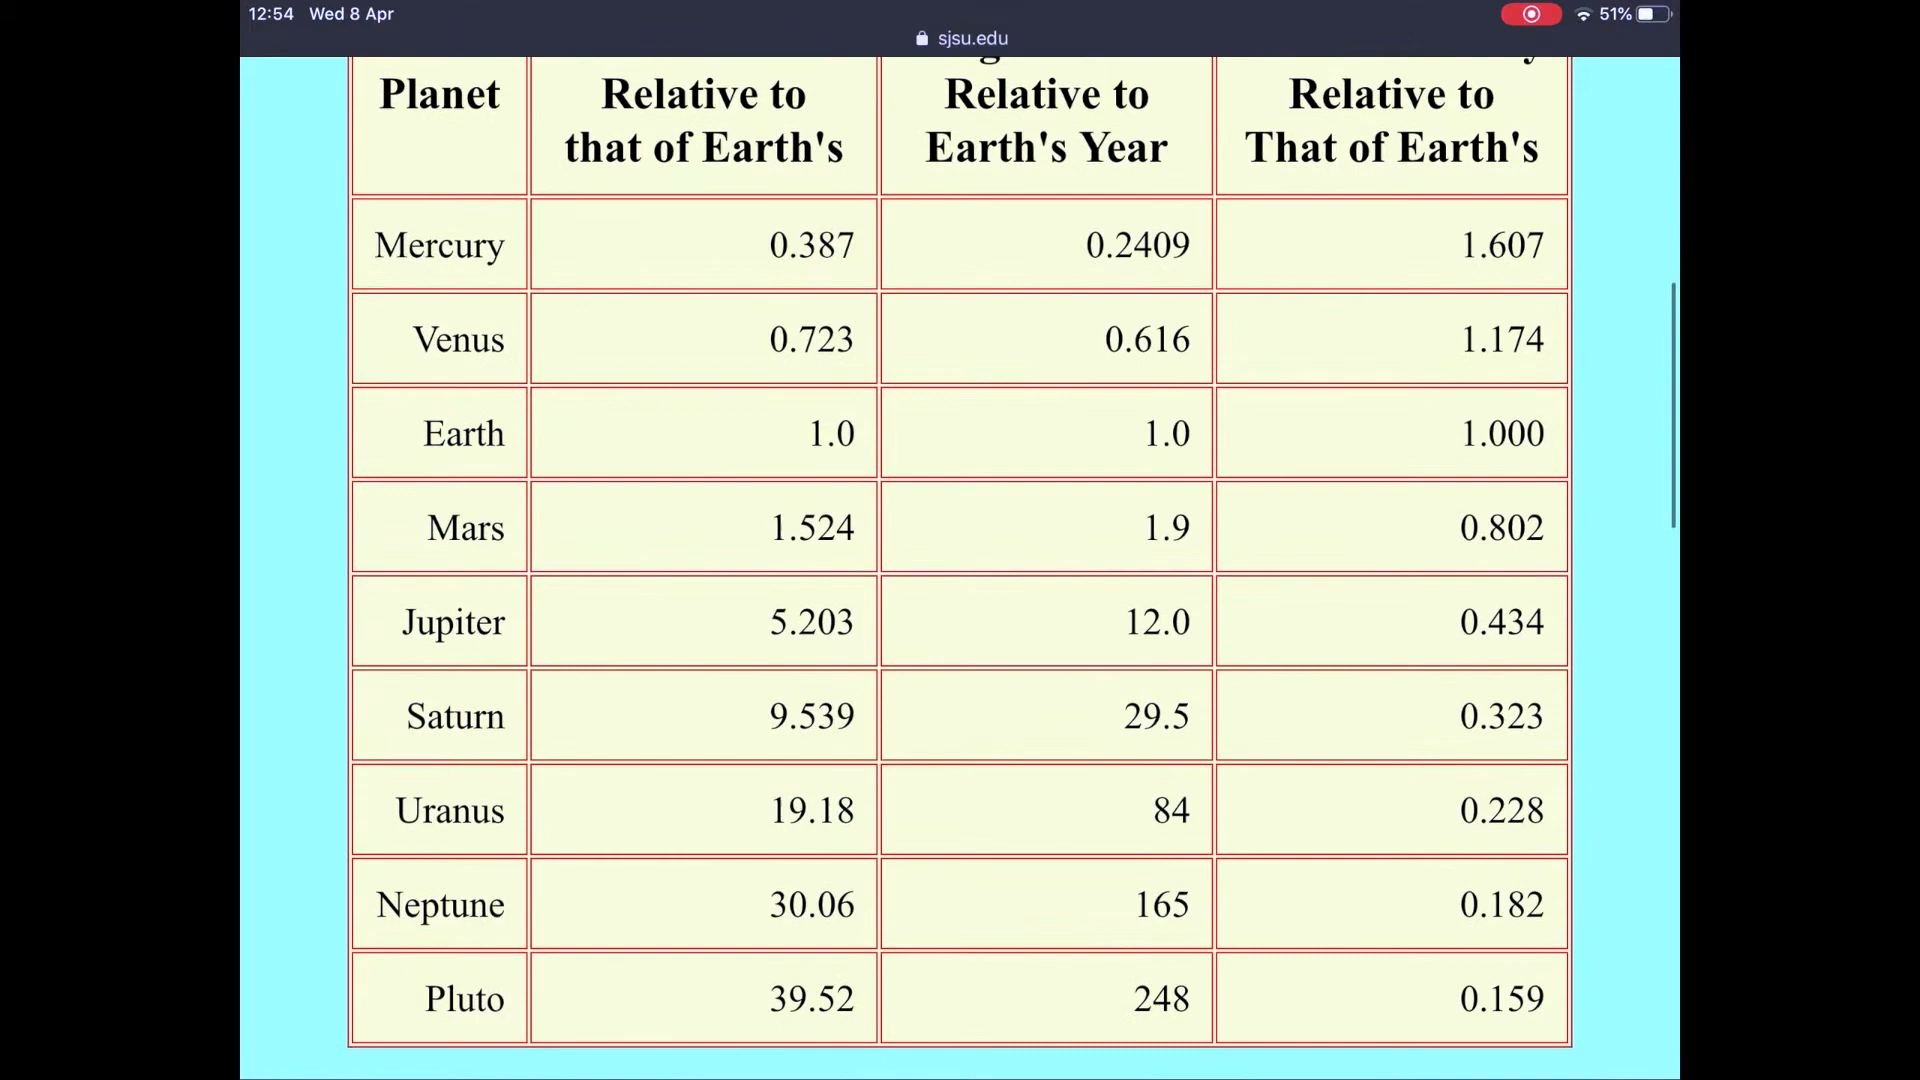 12:54 Wed 8 Apr 51%
sjsu.edu
Planet Relative to that of Earth's Relative to Earth's Year Relative to That of Earth's
Mercury 0.387 0.2409 1.607
Venus 0.723 0.616 1.174
Earth 1.0 1.0 1.000
Mars 1.524 1.9 0.802
Jupiter 5.203 12.0 0.434
Saturn 9.539 29.5 0.323
Uranus 19.18 84 0.228
Neptune 30.06 165 0.182
Pluto 39.52 248 0.159